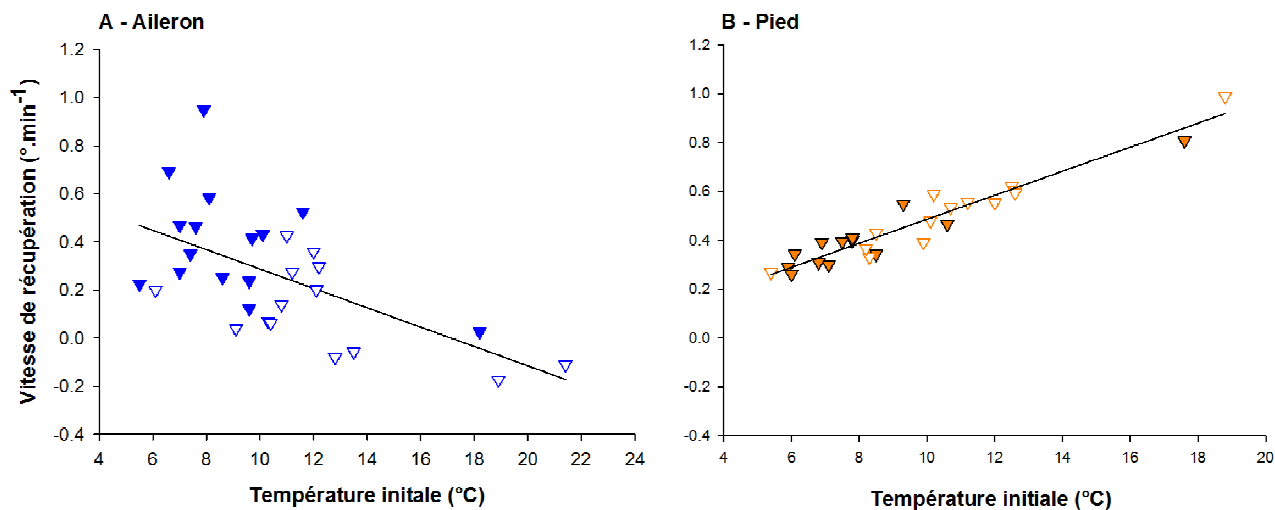 A - Aileron
B - Pied
Vitesse de récupération (°.min-1)
1.2
1.0
0.8
0.6
0.4
0.2
0.0
-0.2
-0.4
4 6 8 10 12 14 16 18 20 22 24
Température initale (°C)
1.2
1.0
0.8
0.6
0.4
0.2
0.0
-0.2
-0.4
4 6 8 10 12 14 16 18 20
Température initiale (°C)